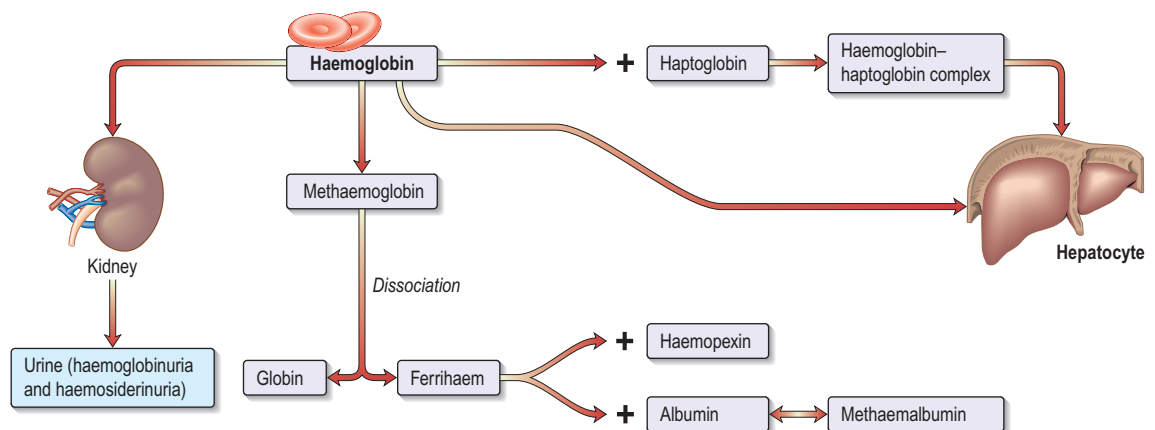 Haemoglobin
+
Haptoglobin
Haemoglobin–
haptoglobin complex
Methaemoglobin
Kidney
Hepatocyte
Dissociation
Urine (haemoglobinuria
and haemosiderinuria)
Globin
Ferrihaem
+
Haemopexin
+
Albumin
Methaemalbumin